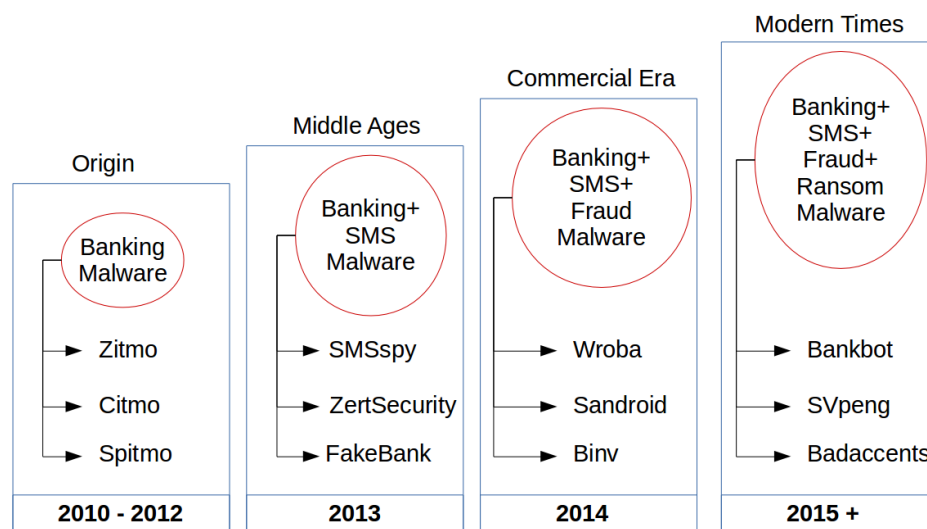 Origin
Banking
Malware
Zitmo
Citmo
Spitmo
2010 - 2012
Middle Ages
Banking+
SMS
Malware
SMSspy
ZertSecurity
FakeBank
2013
Commercial Era
Banking+
SMS+
Fraud
Malware
Wroba
Sandroid
Binv
2014
Modern Times
Banking+
SMS+
Fraud+
Ransom
Malware
Bankbot
SVpeng
Badaccents
2015 +